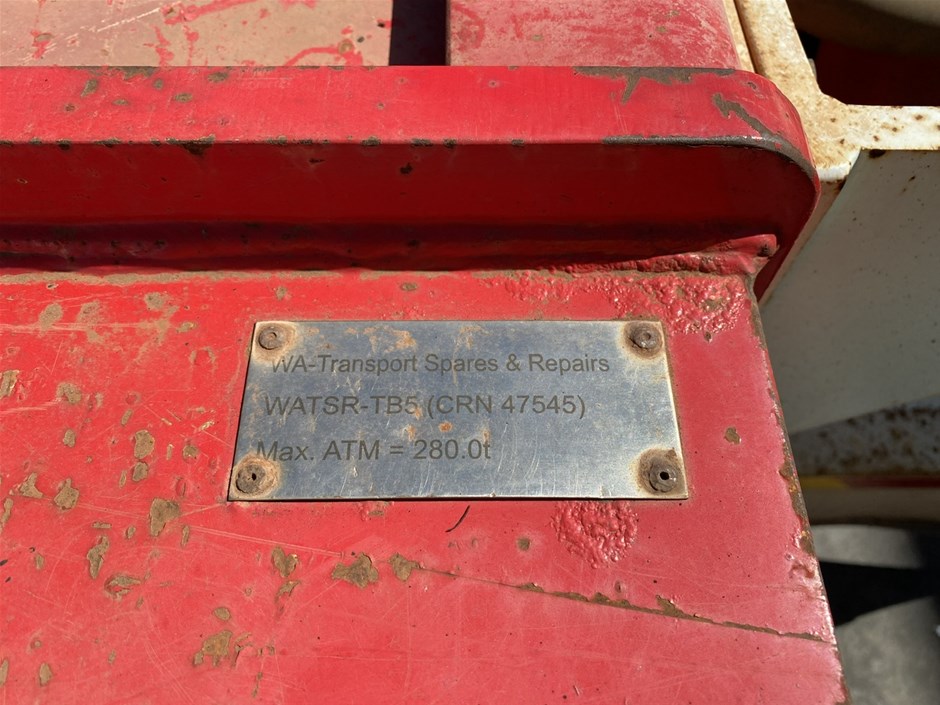 WA-Transport Spares & Repairs
WATSR-TB5 (CRN 47545)
Max. ATM = 280.0t